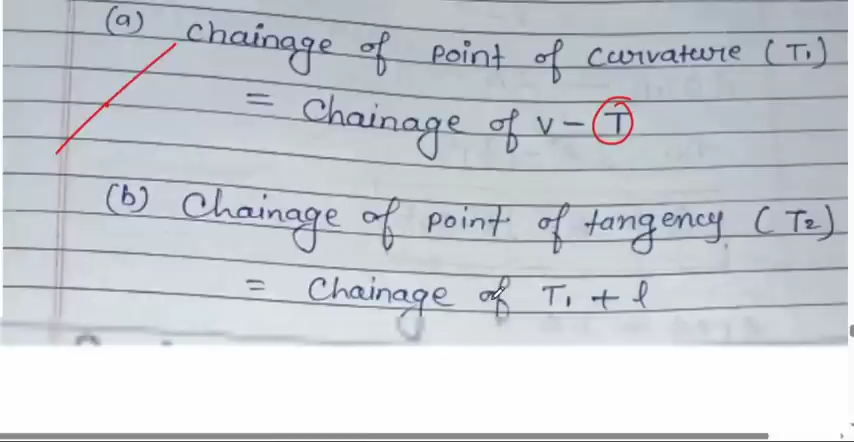 (a) Chainage of point of curvature (T₁)
= Chainage of V - T
(b) Chainage of point of tangency (T₂)
= Chainage of T₁ + l